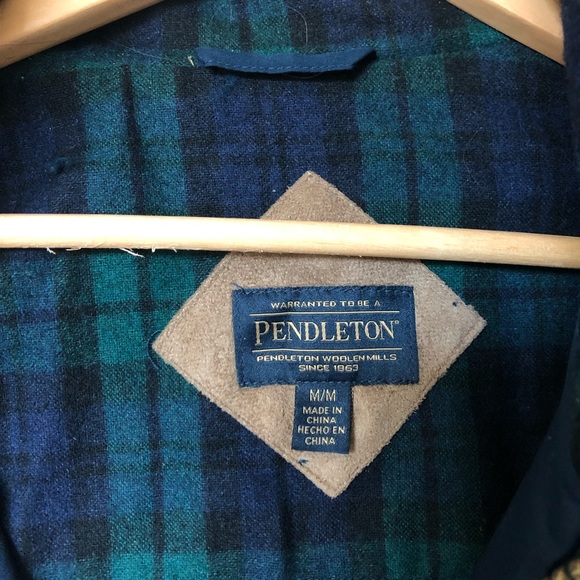 WARRANTED TO BE A
PENDLETON®
PENDLETON WOOLEN MILLS
SINCE 1863
M/M
MADE IN
CHINA
HECHO EN
CHINA